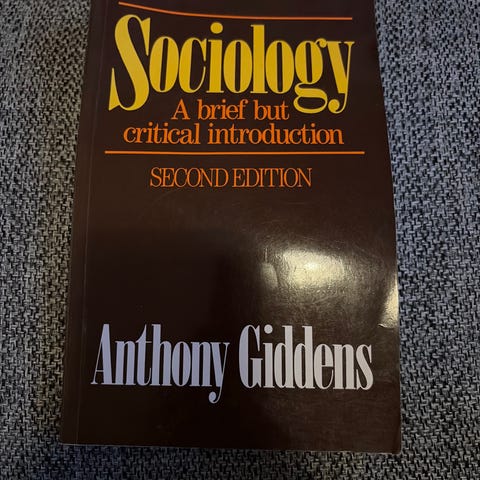 Sociology
A brief but
critical introduction
SECOND EDITION
Anthony Giddens